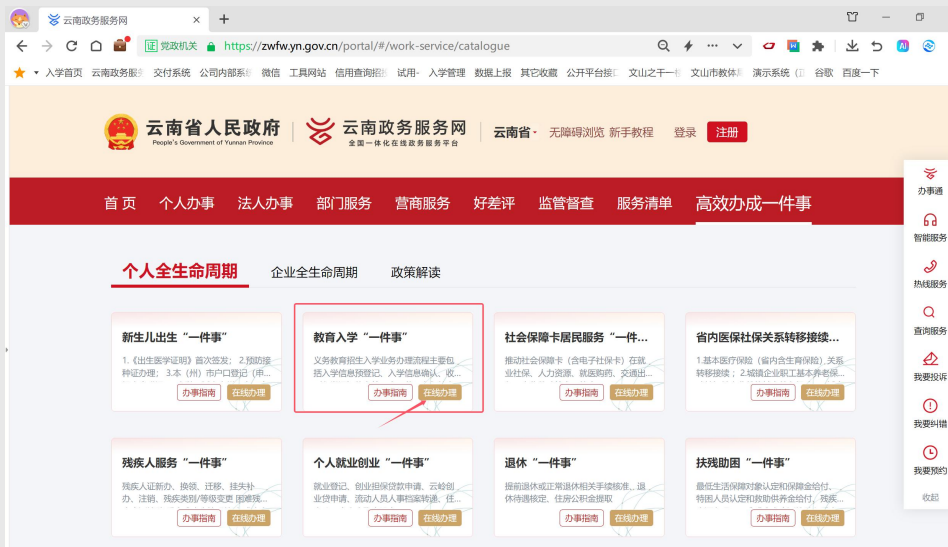 云南政务服务网
证 党政机关 https://zwfw.yn.gov.cn/portal/#/work-service/catalogue
入学首页 云南政务服 交付系统 公司内部系 微信 工具网站 信用查询招 试用- 入学管理 数据上报 其它收藏 公开平台接 文山之干一 文山市教体 演示系统（ 谷歌 百度一下
云南省人民政府
People's Government of Yunnan Province
云南政务服务网
全国一体化在线政务服务平台
云南省 无障碍浏览 新手教程 登录 注册
首页 个人办事 法人办事 部门服务 营商服务 好差评 监管督查 服务清单 高效办成一件事
个人全生命周期 企业全生命周期 政策解读
新生儿出生“一件事”
1.《出生医学证明》首次签发； 2.预防接
种证办理； 3.本（州）市户口登记（申...
办事指南 在线办理
教育入学“一件事”
义务教育招生入学业务办理流程主要包
括入学信息预登记、入学信息确认、收...
办事指南 在线办理
社会保障卡居民服务“一件...
推动社会保障卡（含电子社保卡）在就
业社保、人力资源、就医购药、交通出...
办事指南 在线办理
省内医保社保关系转移接续...
1.基本医疗保险（省内含生育保险）关系
转移接续；2.城镇企业职工基本养老保...
办事指南 在线办理
残疾人服务“一件事”
残疾人证新办、换领、迁移、挂失补
办、注销、残疾类别/等级变更 困难残...
办事指南 在线办理
个人就业创业“一件事”
就业登记、创业担保贷款申请、云岭创
业贷申请、流动人员人事档案转递、住...
办事指南 在线办理
退休“一件事”
提前退休或正常退休相关手续核准、退
休待遇核定、住房公积金提取
办事指南 在线办理
扶残助困“一件事”
最低生活保障对象认定和保障金给付、
特困人员认定和救助供养金给付、残疾...
办事指南 在线办理
办事通
智能服务
热线服务
查询服务
我要投诉
我要纠错
我要预约
收起